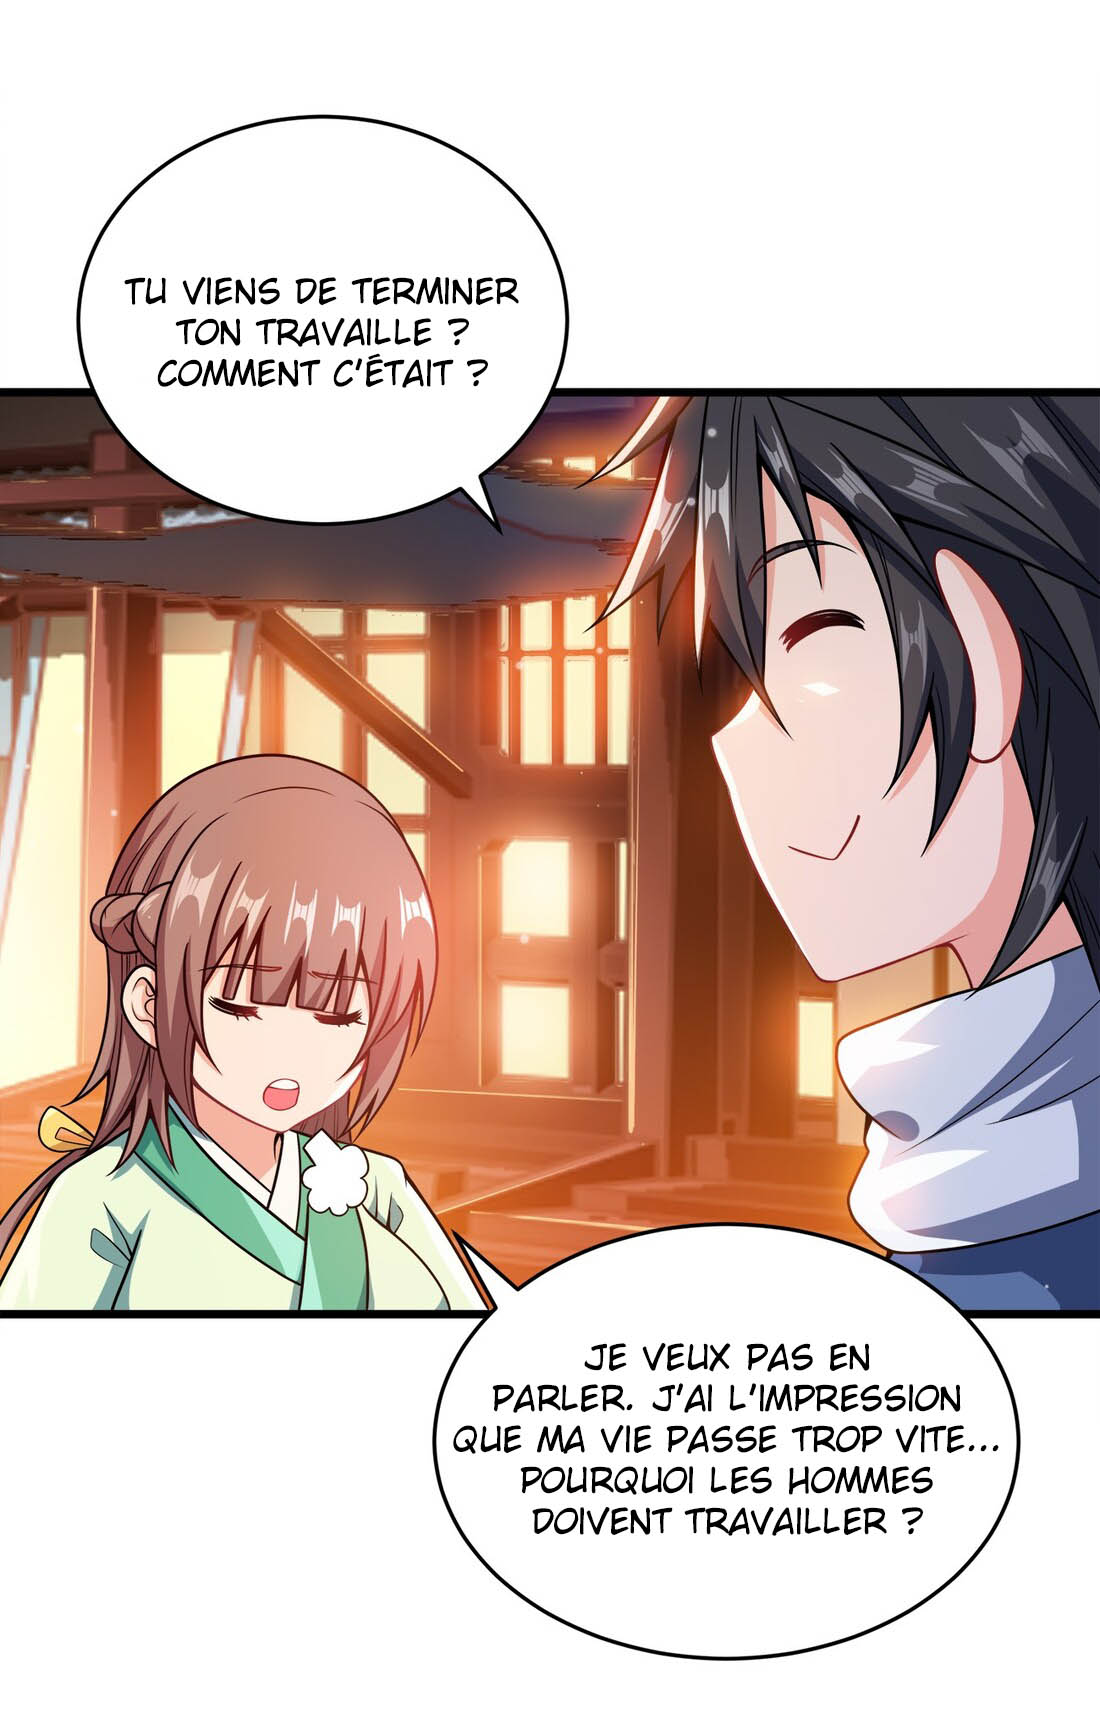 TU VIENS DE TERMINER
TON TRAVAILLE ?
COMMENT C'ÉTAIT ?
JE VEUX PAS EN
PARLER. J'AI L'IMPRESSION
QUE MA VIE PASSE TROP VITE...
POURQUOI LES HOMMES
DOIVENT TRAVAILLER ?